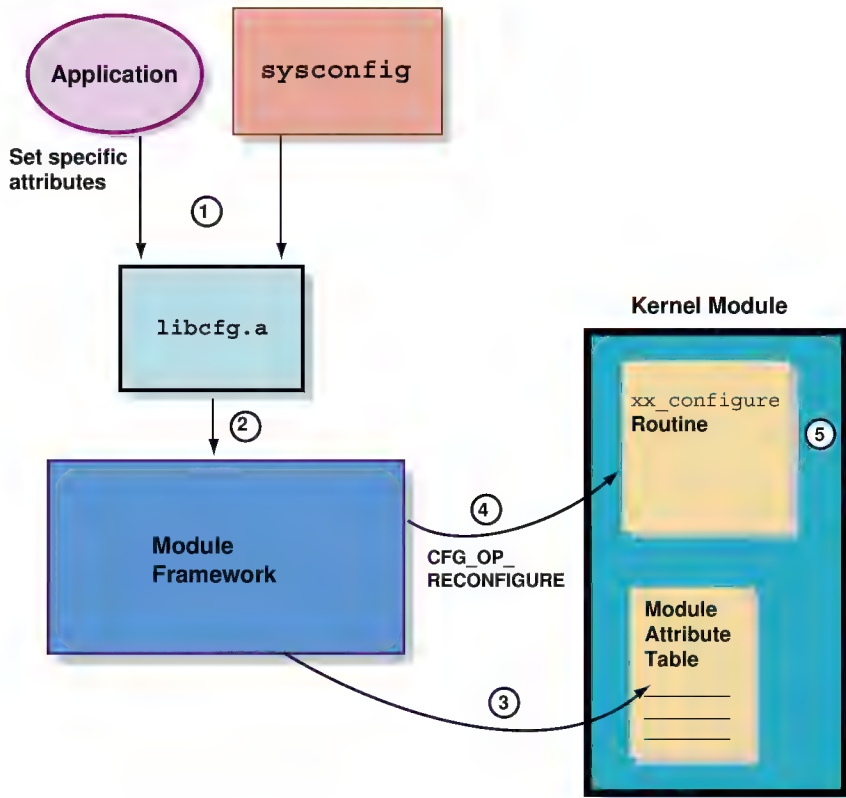 Application
sysconfig
Set specific
attributes
1
libcfg.a
Kernel Module
xx_configure
Routine
5
2
Module
Framework
4
CFG_OP_
RECONFIGURE
Module
Attribute
Table
3